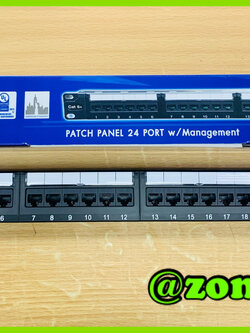 Cat 6+
PATCH PANEL 24 PORT w/Management
6 7 8 9 10 11 12 13 14 15 16 17 18
@zon